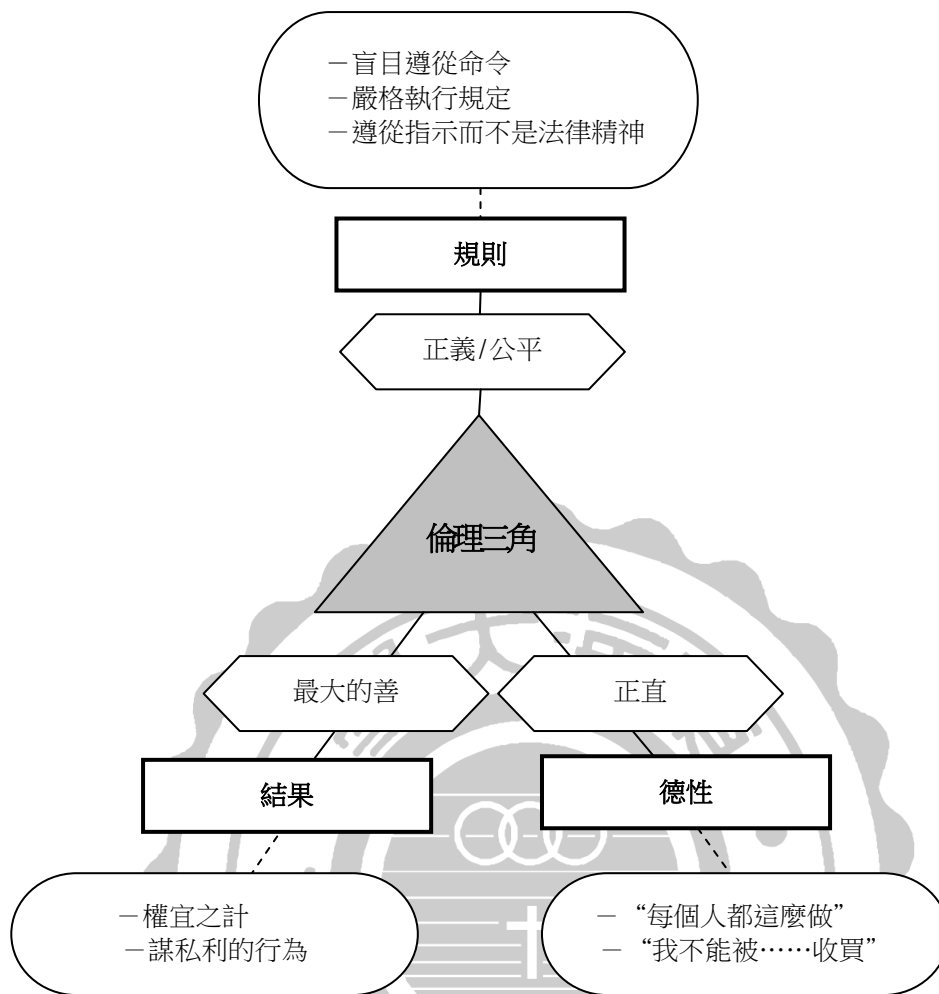 －盲目遵從命令
－嚴格執行規定
－遵從指示而不是法律精神
規則
正義/公平
倫理三角
最大的善
正直
結果
德性
－權宜之計
－謀私利的行為
－“每個人都這麼做”
－“我不能被……收買”